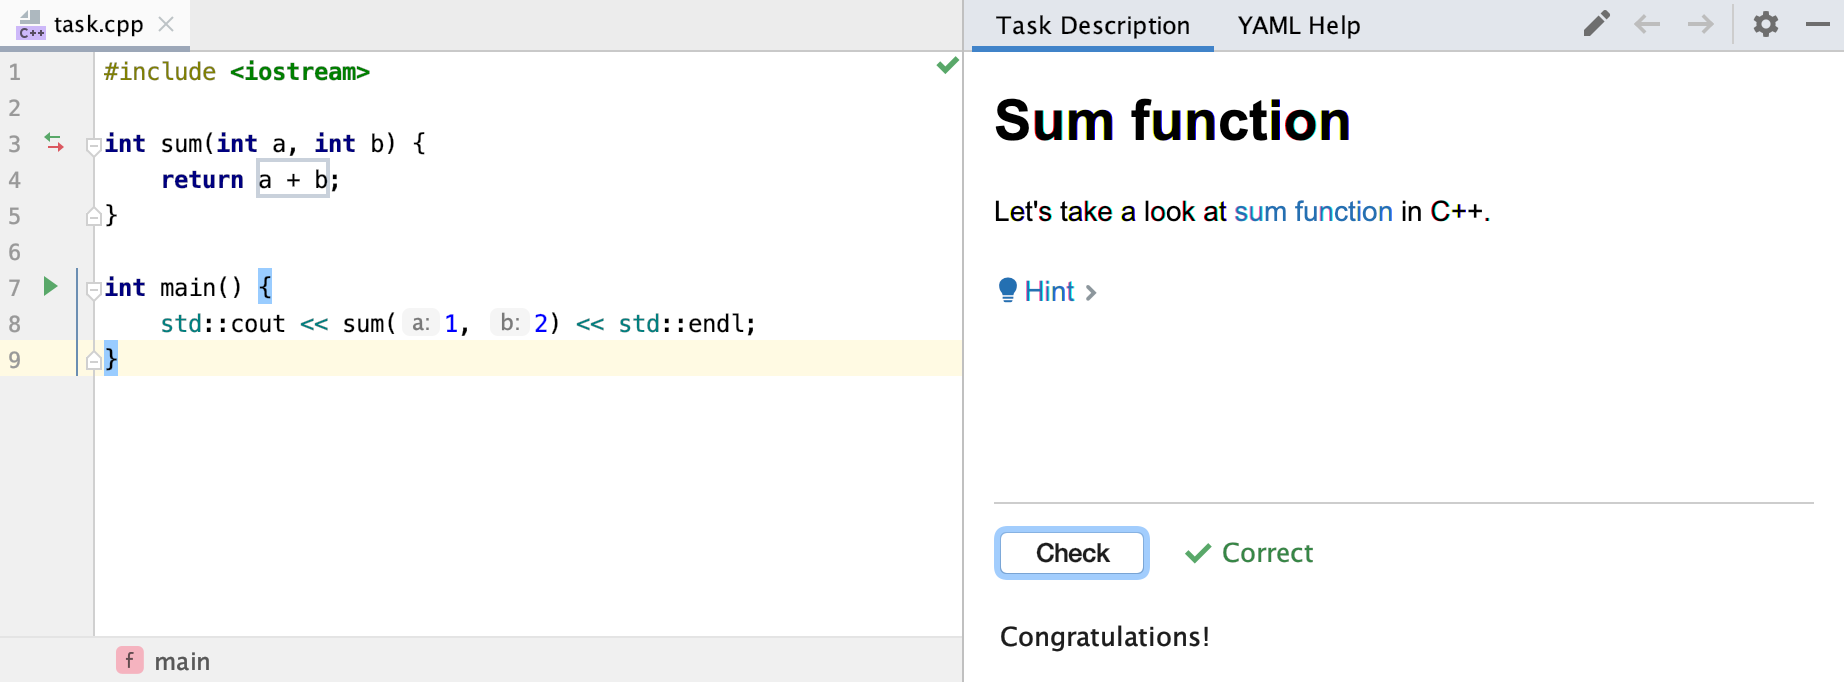 C++ task.cpp
1 #include <iostream>
2
3 int sum(int a, int b) {
4 return a + b;
5 }
6
7 int main() {
8 std::cout << sum( a: 1, b: 2) << std::endl;
9 }
f main
Task Description YAML Help
Sum function
Let's take a look at sum function in C++.
Hint
Check Correct
Congratulations!